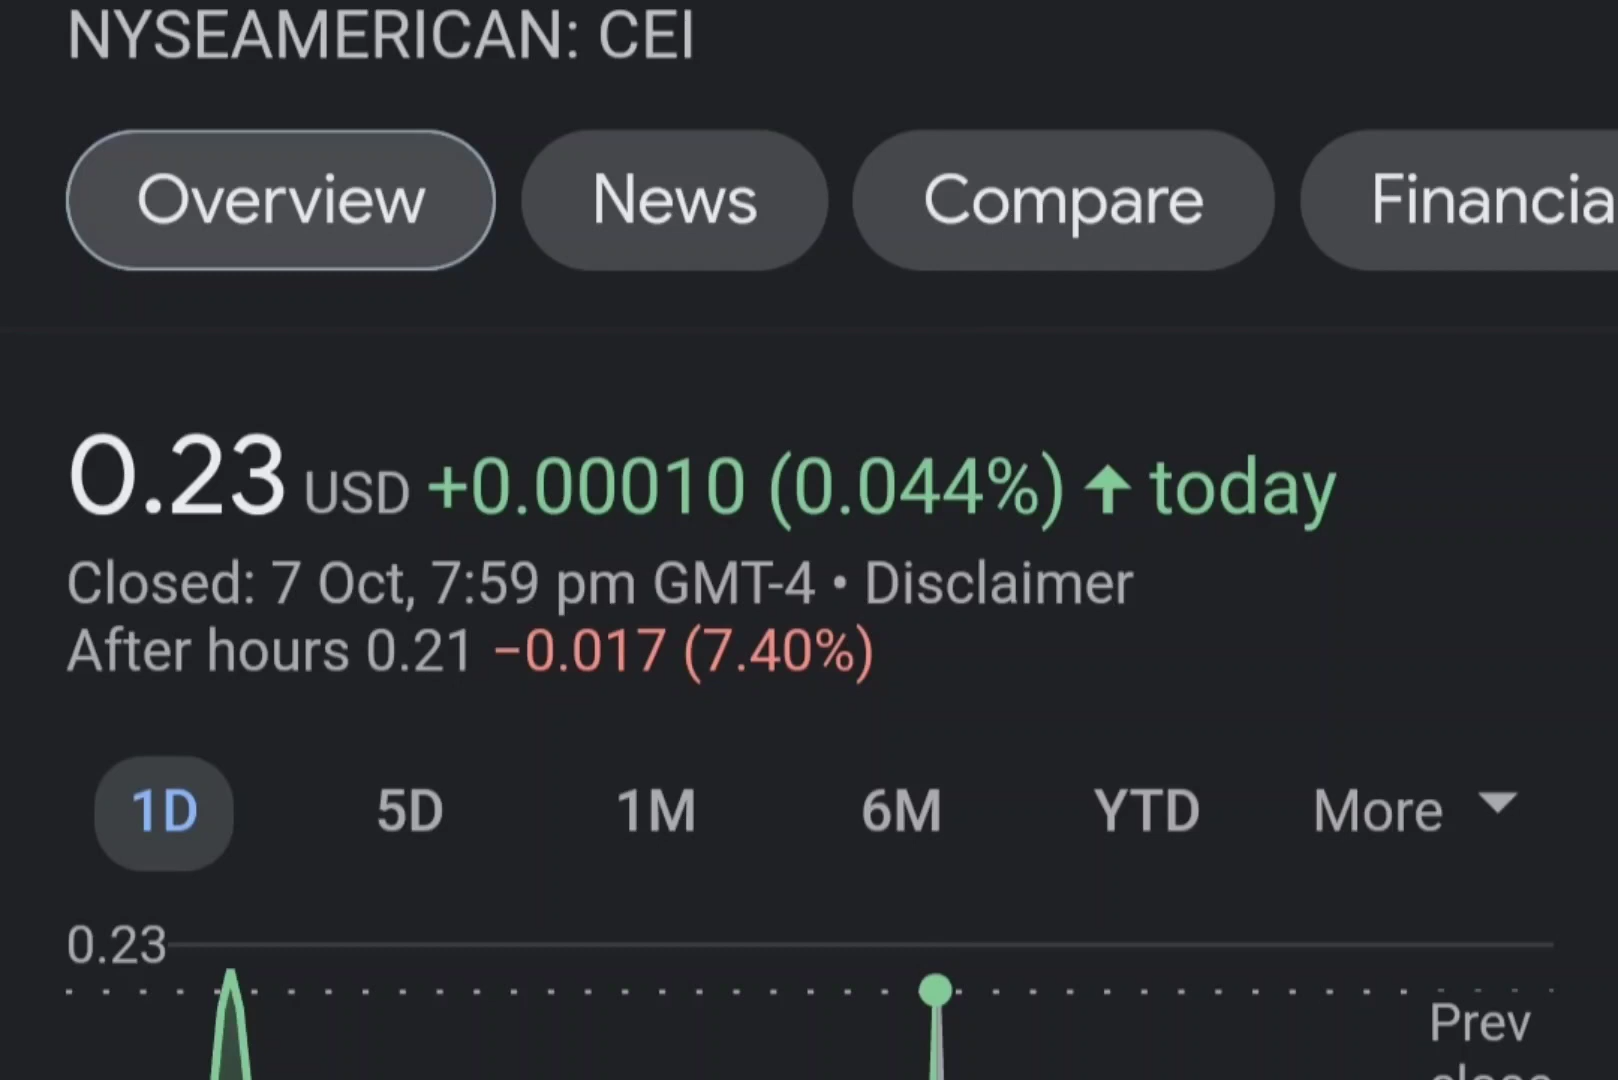 NYSEAMERICAN: CEI
Overview News Compare Financia
0.23 USD +0.00010 (0.044%) ↑ today
Closed: 7 Oct, 7:59 pm GMT-4 • Disclaimer
After hours 0.21 −0.017 (7.40%)
1D 5D 1M 6M YTD More
0.23
Prev
close